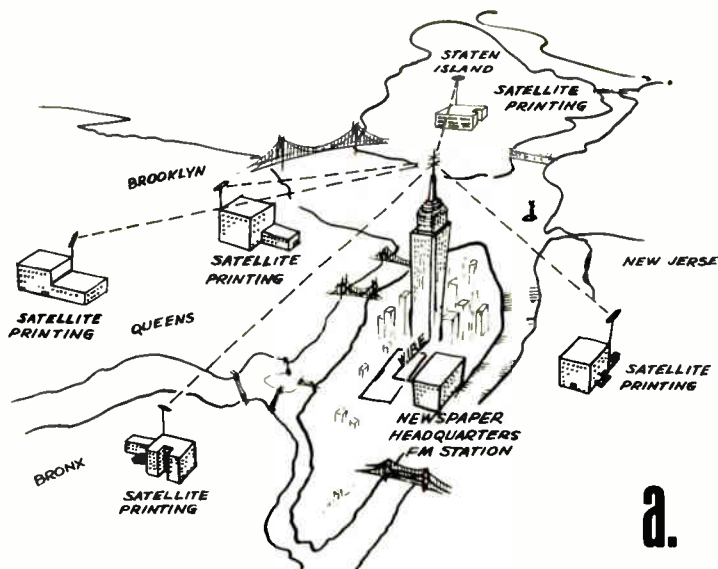 STATEN
ISLAND
SATELLITE
PRINTING
BROOKLYN
SATELLITE
PRINTING
NEW JERSE
SATELLITE
PRINTING
QUEENS
WIRE
SATELLITE
PRINTING
NEWSPAPER
HEADQUARTERS
FM STATION
BRONX
SATELLITE
PRINTING
a.